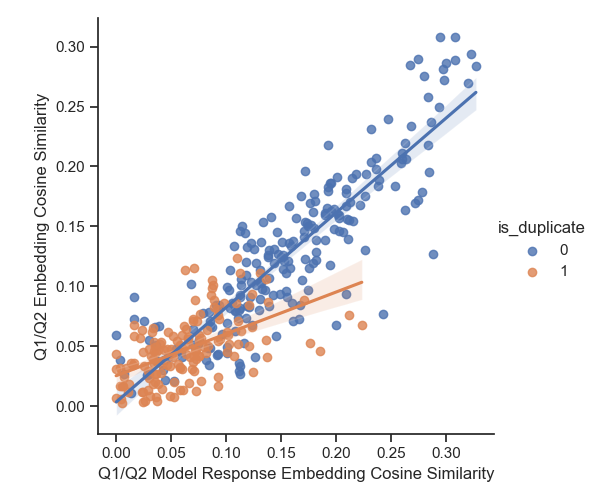 0.30
0.25
0.20
0.15
0.10
0.05
0.00
Q1/Q2 Embedding Cosine Similarity
0.00 0.05 0.10 0.15 0.20 0.25 0.30
Q1/Q2 Model Response Embedding Cosine Similarity
is_duplicate
0
1